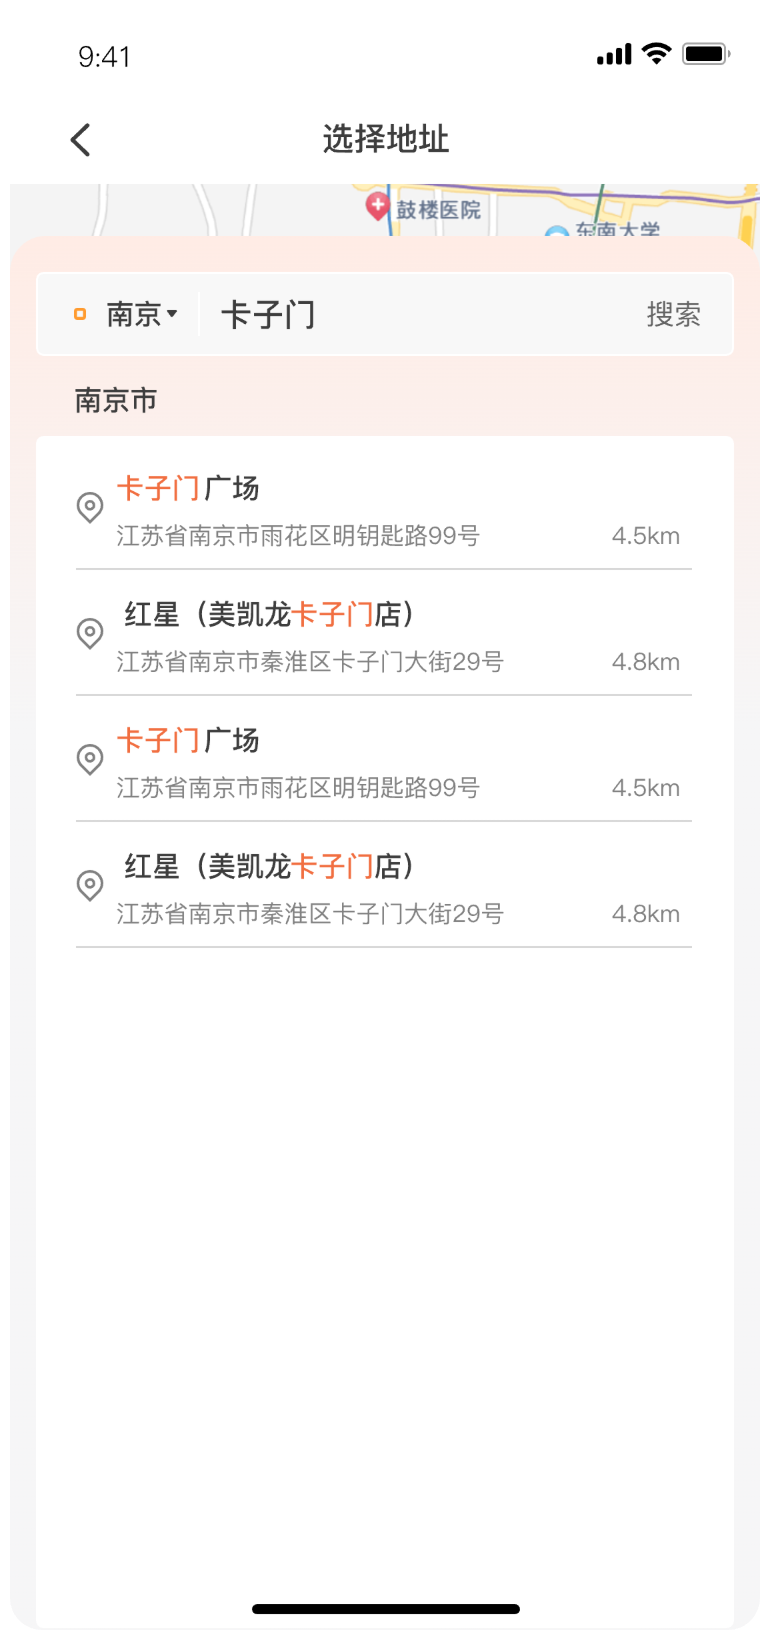 9:41
选择地址
鼓楼医院
东南大学
南京 卡子门 搜索
南京市
卡子门广场
江苏省南京市雨花区明钥匙路99号 4.5km
红星（美凯龙卡子门店）
江苏省南京市秦淮区卡子门大街29号 4.8km
卡子门广场
江苏省南京市雨花区明钥匙路99号 4.5km
红星（美凯龙卡子门店）
江苏省南京市秦淮区卡子门大街29号 4.8km